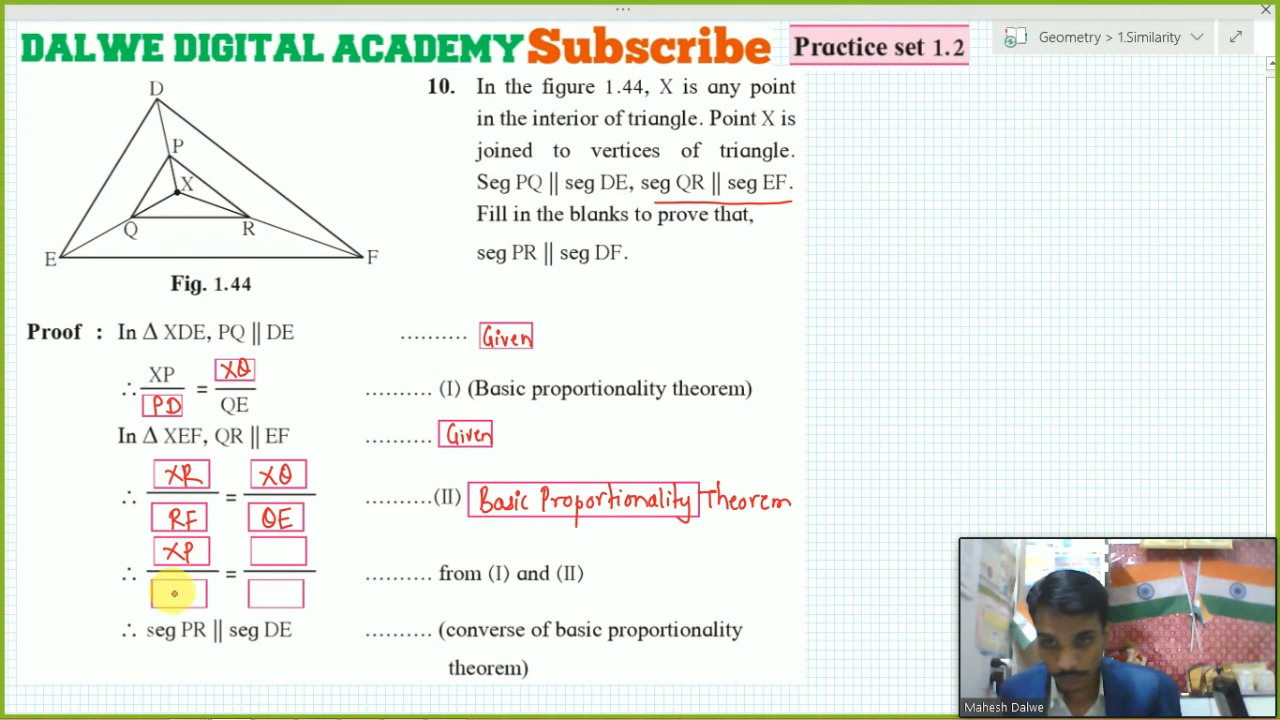 DALWE DIGITAL ACADEMY Subscribe
Practice set 1.2
Geometry > 1.Similarity
D
P
X
Q
R
E
F
Fig. 1.44
10. In the figure 1.44, X is any point
in the interior of triangle. Point X is
joined to vertices of triangle.
Seg PQ || seg DE, seg QR || seg EF.
Fill in the blanks to prove that,
seg PR || seg DF.
Proof : In Δ XDE, PQ || DE .......... Given
∴ XP/PD = XQ/QE .......... (I) (Basic proportionality theorem)
In Δ XEF, QR || EF .......... Given
∴ XR/RF = XQ/QE ..........(II) Basic Proportionality Theorem
∴ XP/ = .......... from (I) and (II)
∴ seg PR || seg DE .......... (converse of basic proportionality
theorem)
Mahesh Dalwe